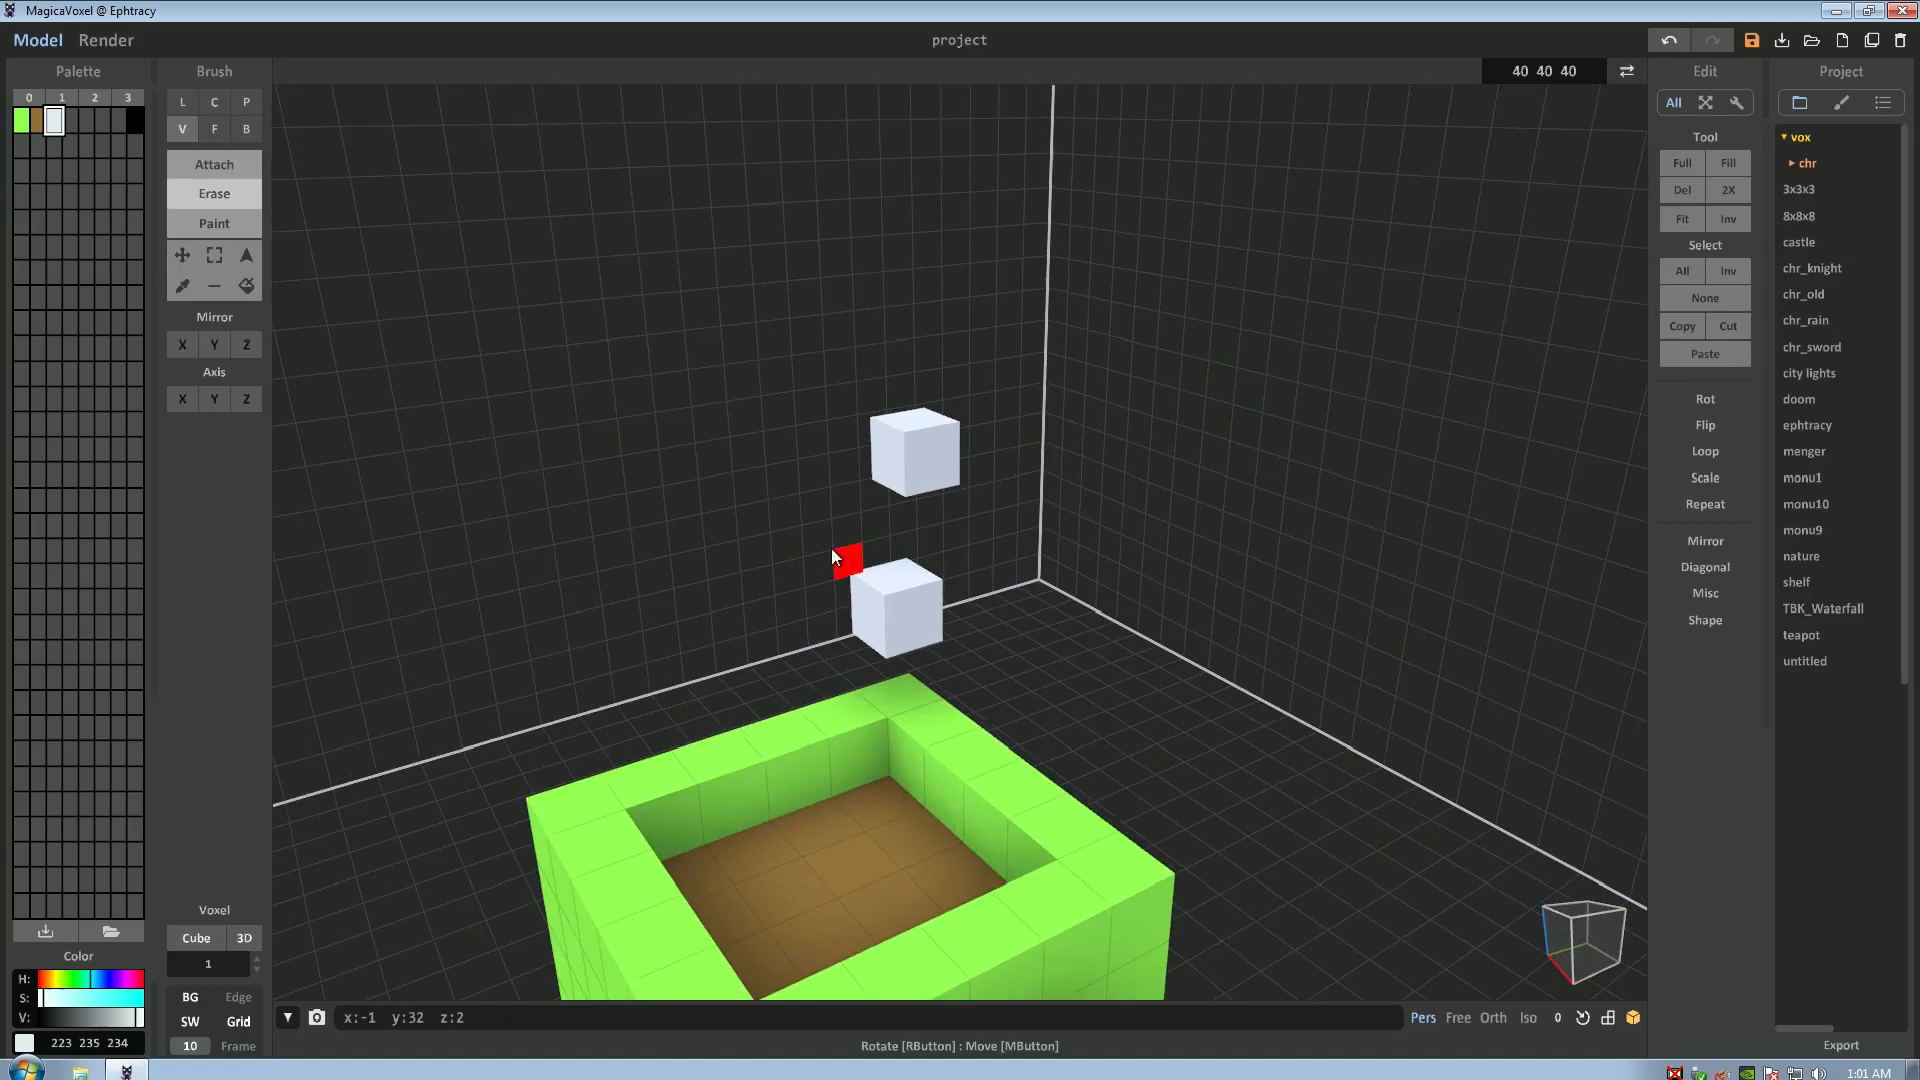 MagicaVoxel @ Ephtracy
Model Render
project
Palette
Brush
40 40 40
Edit
Project
0 1 2 3
L C P
V F B
Attach
Erase
Paint
Mirror
X Y Z
Axis
X Y Z
Voxel
Cube 3D
1
BG Edge
SW Grid
10 Frame
Color
H:
S:
V:
223 235 234
x:-1 y:32 z:2
Pers Free Orth Iso 0
Rotate [RButton] : Move [MButton]
All
Tool
Full Fill
Del 2X
Fit Inv
Select
All Inv
None
Copy Cut
Paste
Rot
Flip
Loop
Scale
Repeat
Mirror
Diagonal
Misc
Shape
vox
chr
3x3x3
8x8x8
castle
chr_knight
chr_old
chr_rain
chr_sword
city lights
doom
ephtracy
menger
monu1
monu10
monu9
nature
shelf
TBK_Waterfall
teapot
untitled
Export
1:01 AM